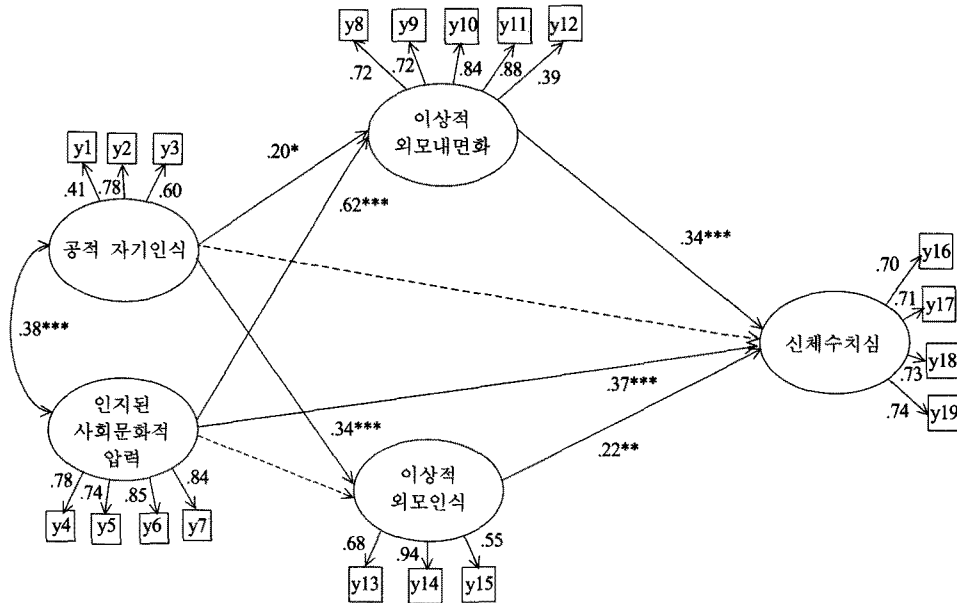 y8 y9 y10 y11 y12
.72 .72 .84 .88 .39
이상적
외모내면화
y1 y2 y3
.41 .78 .60
공적 자기인식
.20*
.62***
.34***
.38***
y16
.70
y17
.71
신체수치심
y18
.73
y19
.74
.37***
인지된
사회문화적
압력
.78 .74 .85 .84
y4 y5 y6 y7
.34***
.22**
이상적
외모인식
.68 .94 .55
y13 y14 y15